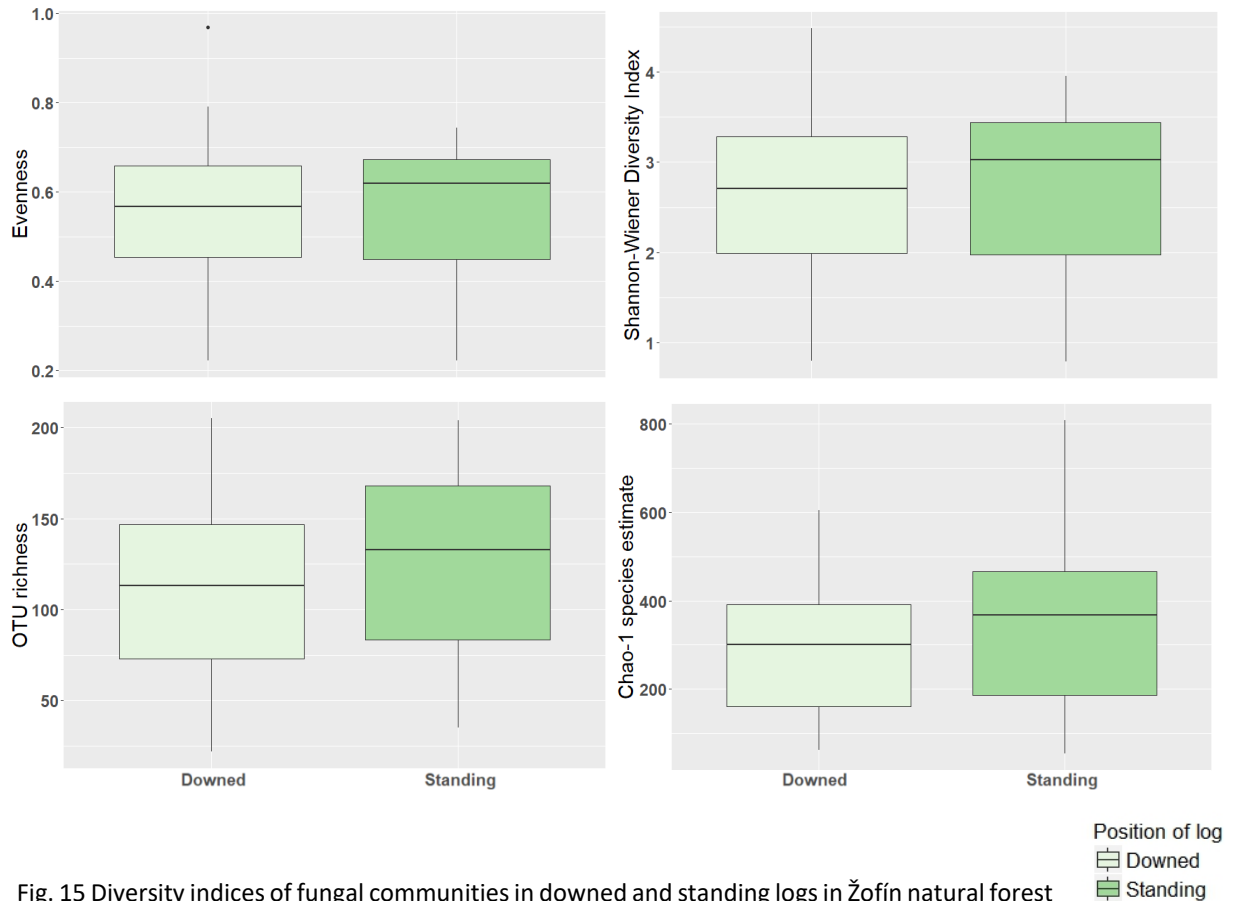 1.0
0.8
0.6
0.4
0.2
Evenness
4
3
2
1
Shannon-Wiener Diversity Index
200
150
100
50
OTU richness
Downed Standing
800
600
400
200
Chao-1 species estimate
Downed Standing
Position of log
Downed
Standing
Fig. 15 Diversity indices of fungal communities in downed and standing logs in Žofín natural forest